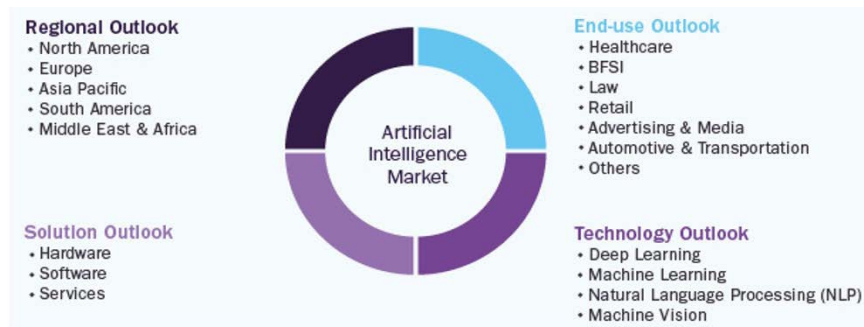 Regional Outlook
• North America
• Europe
• Asia Pacific
• South America
• Middle East & Africa
Artificial
Intelligence
Market
End-use Outlook
• Healthcare
• BFSI
• Law
• Retail
• Advertising & Media
• Automotive & Transportation
• Others
Solution Outlook
• Hardware
• Software
• Services
Technology Outlook
• Deep Learning
• Machine Learning
• Natural Language Processing (NLP)
• Machine Vision